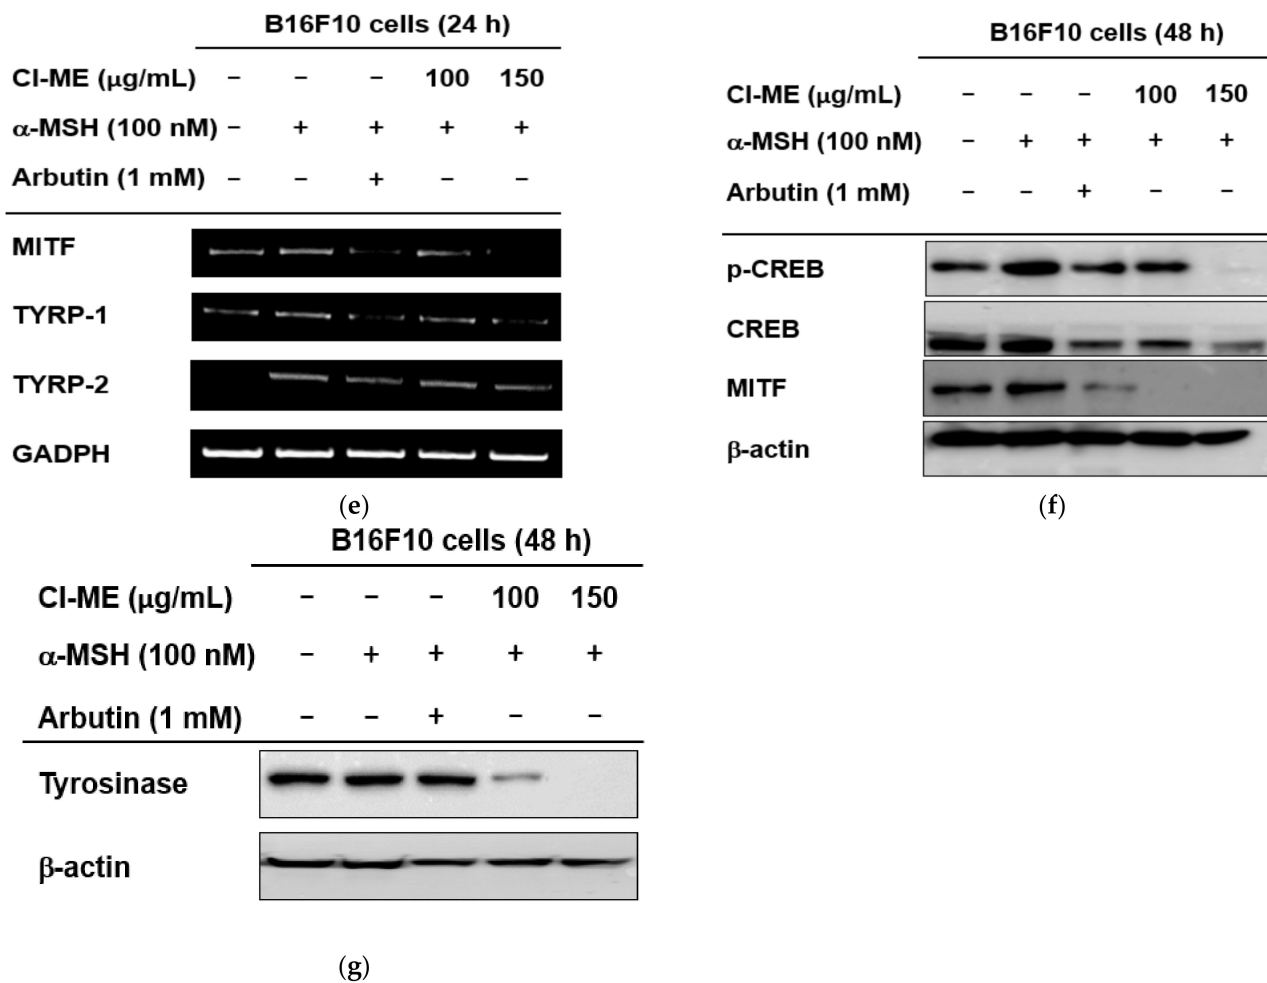 B16F10 cells (24 h)
CI-ME (μg/mL) – – – 100 150
α-MSH (100 nM) – + + + +
Arbutin (1 mM) – – + – –
MITF
TYRP-1
TYRP-2
GADPH
(e)
B16F10 cells (48 h)
CI-ME (μg/mL) – – – 100 150
α-MSH (100 nM) – + + + +
Arbutin (1 mM) – – + – –
p-CREB
CREB
MITF
β-actin
(f)
B16F10 cells (48 h)
CI-ME (μg/mL) – – – 100 150
α-MSH (100 nM) – + + + +
Arbutin (1 mM) – – + – –
Tyrosinase
β-actin
(g)